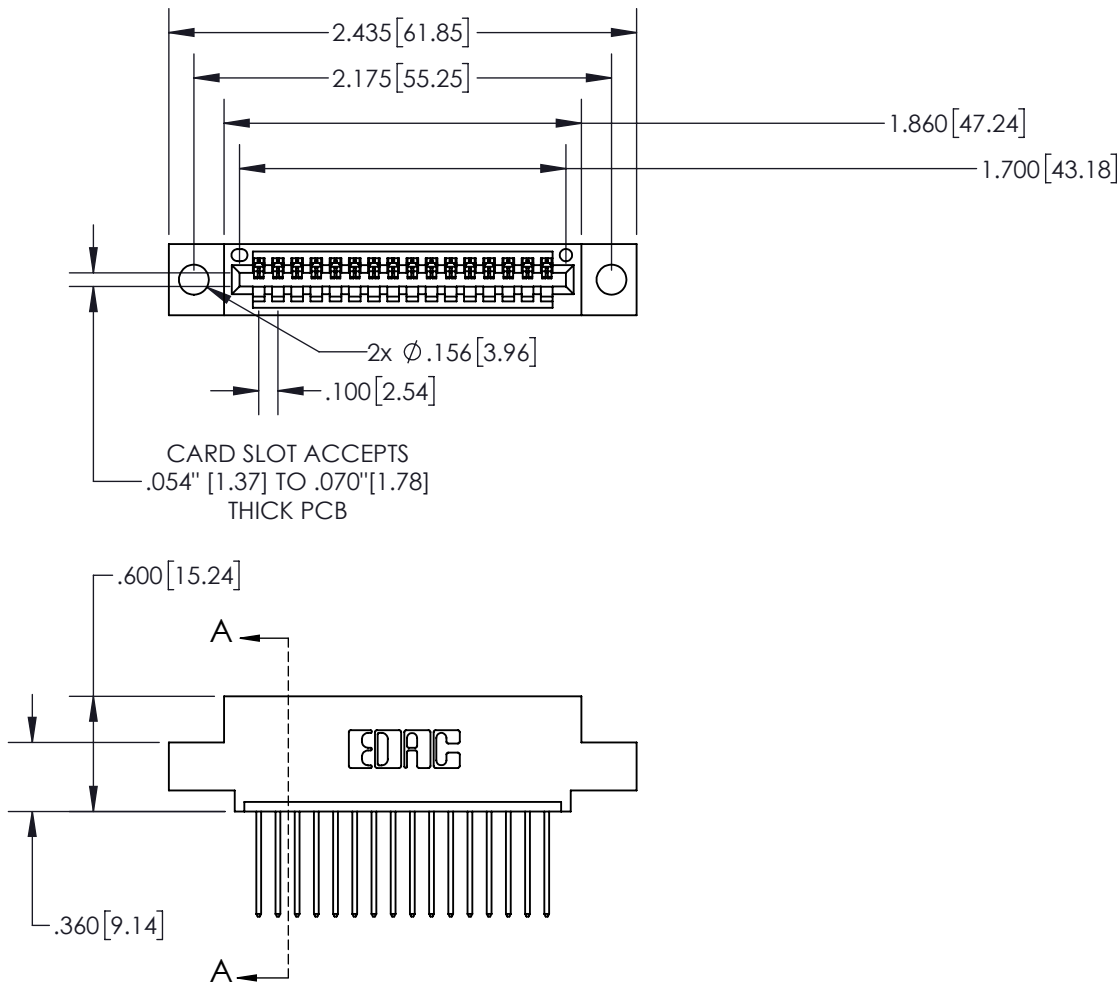 2.435[61.85]
2.175[55.25]
1.860[47.24]
1.700[43.18]
2x ∅.156[3.96]
.100[2.54]
CARD SLOT ACCEPTS
.054" [1.37] TO .070"[1.78]
THICK PCB
.600[15.24]
A
EDAC
.360[9.14]
A